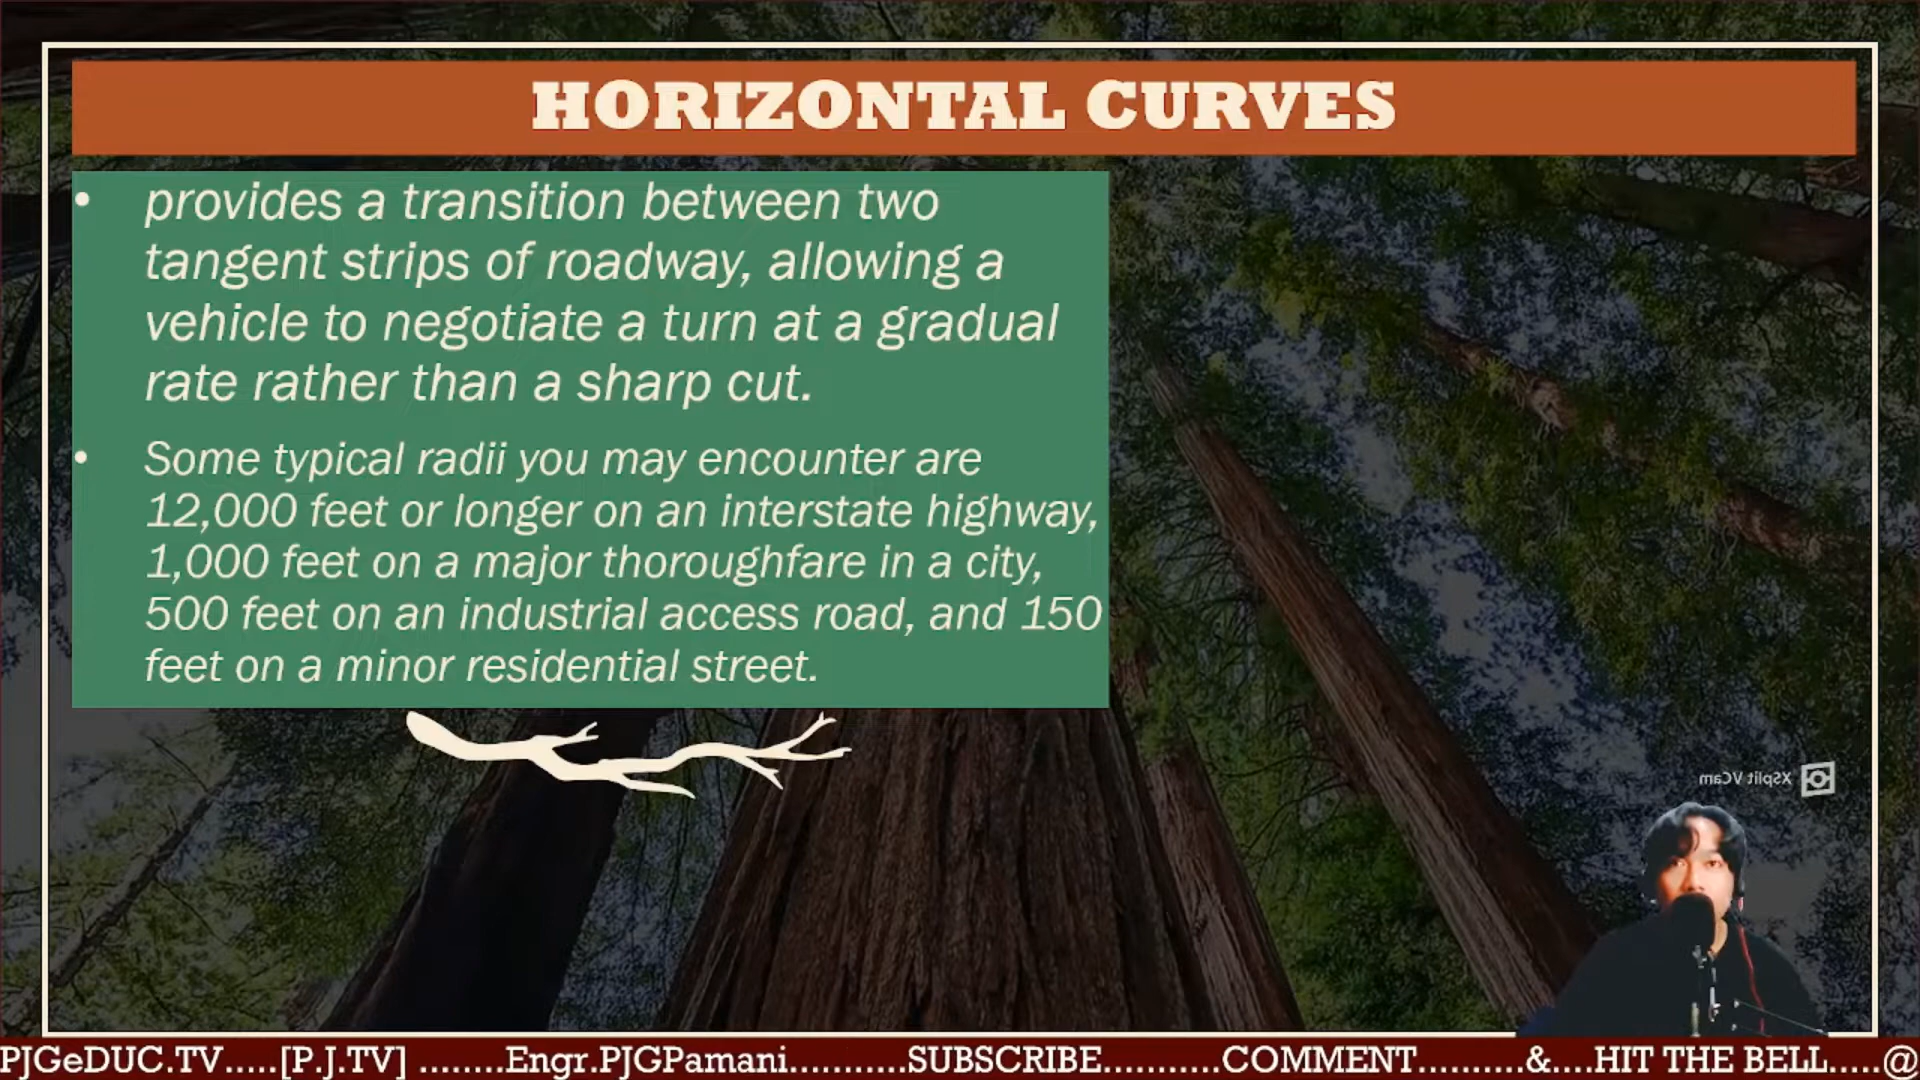 HORIZONTAL CURVES
• provides a transition between two
tangent strips of roadway, allowing a
vehicle to negotiate a turn at a gradual
rate rather than a sharp cut.
• Some typical radii you may encounter are
12,000 feet or longer on an interstate highway,
1,000 feet on a major thoroughfare in a city,
500 feet on an industrial access road, and 150
feet on a minor residential street.
XSplit VCam
PJGeDUC.TV.....[P.J.TV] ........Engr.PJGPamani...........SUBSCRIBE...........COMMENT..........&....HIT THE BELL.....@